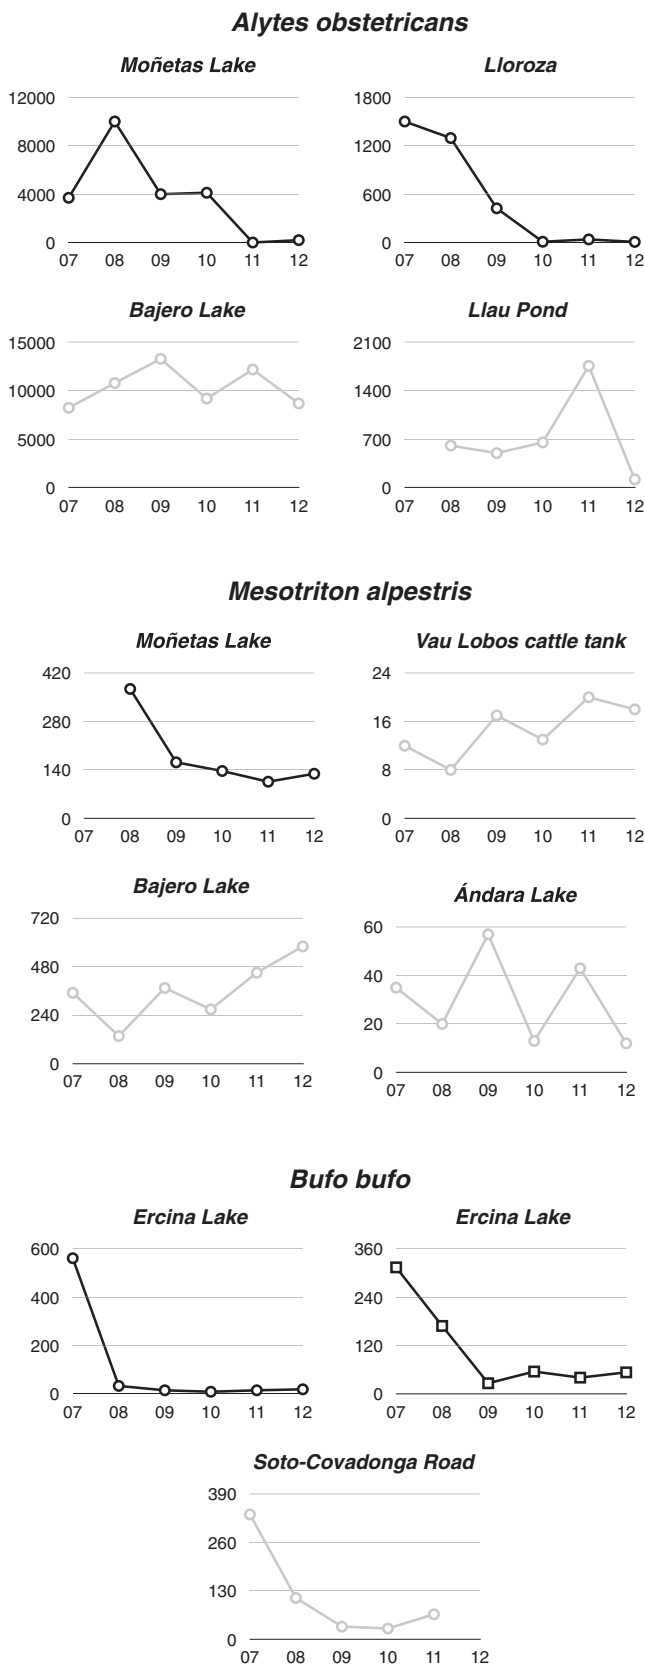 Alytes obstetricans
Moñetas Lake
12000
8000
4000
0
07 08 09 10 11 12
Lloroza
1800
1200
600
0
07 08 09 10 11 12
Bajero Lake
15000
10000
5000
0
07 08 09 10 11 12
Llau Pond
2100
1400
700
0
07 08 09 10 11 12
Mesotriton alpestris
Moñetas Lake
420
280
140
0
07 08 09 10 11 12
Vau Lobos cattle tank
24
16
8
0
07 08 09 10 11 12
Bajero Lake
720
480
240
0
07 08 09 10 11 12
Ándara Lake
60
40
20
0
07 08 09 10 11 12
Bufo bufo
Ercina Lake
600
400
200
0
07 08 09 10 11 12
Ercina Lake
360
240
120
0
07 08 09 10 11 12
Soto-Covadonga Road
390
260
130
0
07 08 09 10 11 12